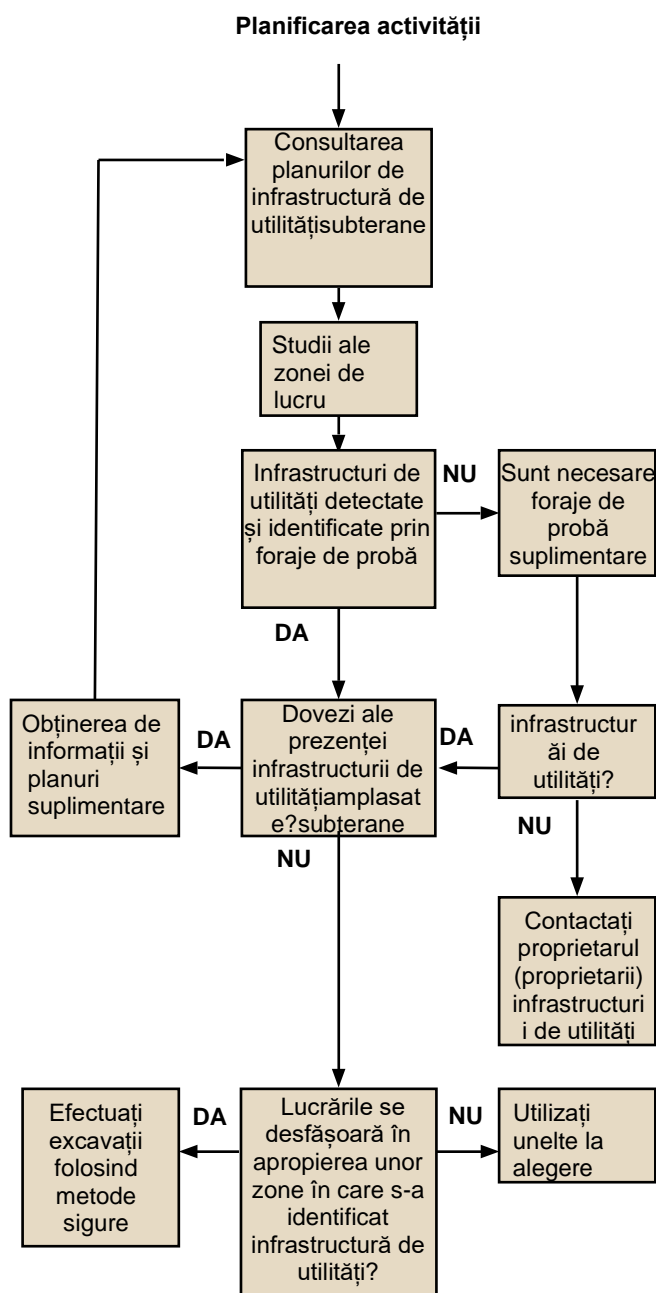 Planificarea activității
Consultarea
planurilor de
infrastructură de
utilitățisubterane
Studii ale
zonei de
lucru
Infrastructuri de
utilități detectate
și identificate prin
foraje de probă
NU
Sunt necesare
foraje de
probă
suplimentare
DA
Obținerea de
informații și
planuri
suplimentare
DA
Dovezi ale
prezenței
infrastructurii de
utilitățiamplasat
e?subterane
DA
infrastructur
ăi de
utilități?
NU
NU
Contactați
proprietarul
(proprietarii)
infrastructuri
i de utilități
Efectuați
excavații
folosind
metode
sigure
DA
Lucrările se
desfășoară în
apropierea unor
zone în care s-a
identificat
infrastructură de
utilități?
NU
Utilizați
unelte la
alegere